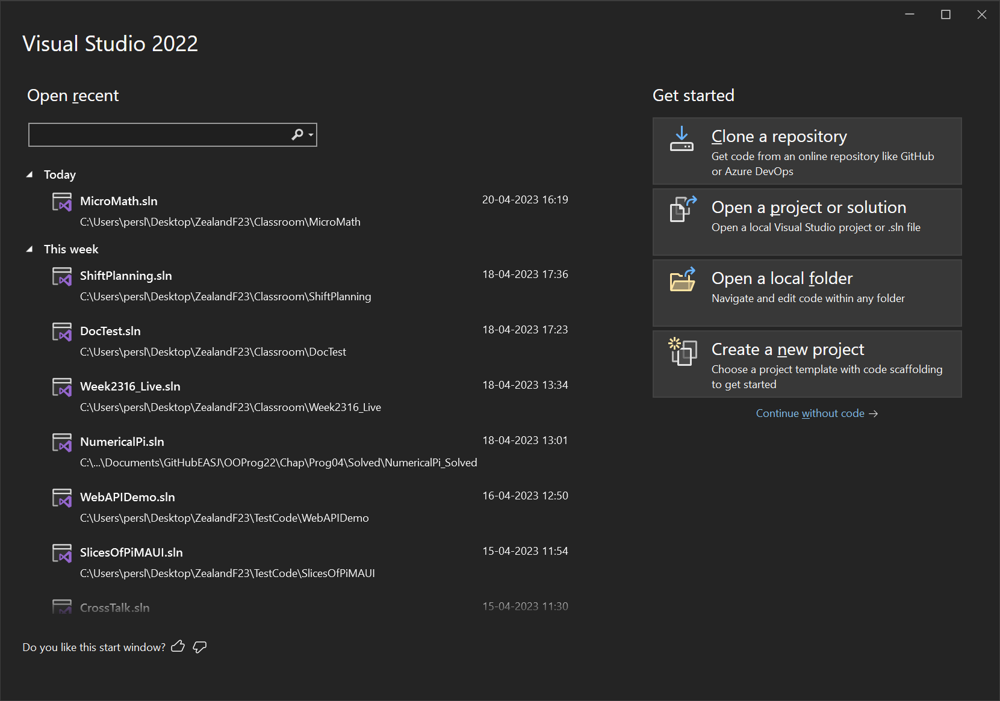 Visual Studio 2022
Open recent
Today
MicroMath.sln 20-04-2023 16:19
C:\Users\persl\Desktop\ZealandF23\Classroom\MicroMath
This week
ShiftPlanning.sln 18-04-2023 17:36
C:\Users\persl\Desktop\ZealandF23\Classroom\ShiftPlanning
DocTest.sln 18-04-2023 17:23
C:\Users\persl\Desktop\ZealandF23\Classroom\DocTest
Week2316_Live.sln 18-04-2023 13:34
C:\Users\persl\Desktop\ZealandF23\Classroom\Week2316_Live
NumericalPi.sln 18-04-2023 13:01
C:\...\Documents\GitHubEASJ\OOProg22\Chap\Prog04\Solved\NumericalPi_Solved
WebAPIDemo.sln 16-04-2023 12:50
C:\Users\persl\Desktop\ZealandF23\TestCode\WebAPIDemo
SlicesOfPiMAUI.sln 15-04-2023 11:54
C:\Users\persl\Desktop\ZealandF23\TestCode\SlicesOfPiMAUI
CrossTalk.sln 15-04-2023 11:30
Do you like this start window?
Get started
Clone a repository
Get code from an online repository like GitHub
or Azure DevOps
Open a project or solution
Open a local Visual Studio project or .sln file
Open a local folder
Navigate and edit code within any folder
Create a new project
Choose a project template with code scaffolding
to get started
Continue without code →